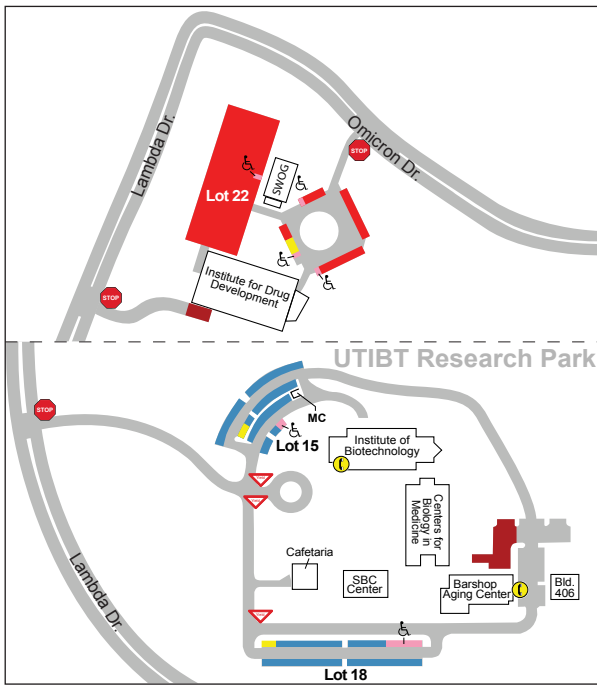 Lambda Dr.
Omicron Dr.
STOP
SWOG
Lot 22
Institute for Drug
Development
STOP
UTIBT Research Park
STOP
MC
Lot 15
Institute of
Biotechnology
Centers for
Biology in
Medicine
Cafetaria
SBC
Center
Barshop
Aging Center
Bld.
406
Lambda Dr.
Lot 18